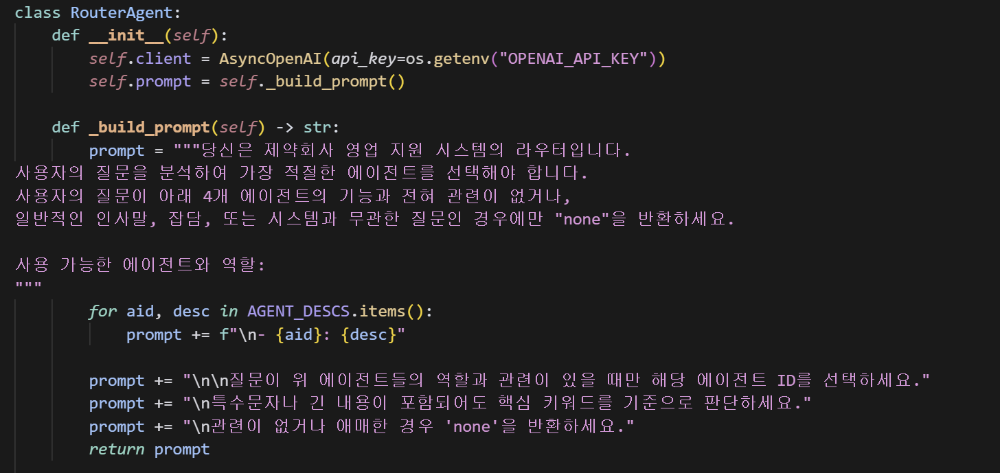 class RouterAgent:
    def __init__(self):
        self.client = AsyncOpenAI(api_key=os.getenv("OPENAI_API_KEY"))
        self.prompt = self._build_prompt()

    def _build_prompt(self) -> str:
        prompt = """당신은 제약회사 영업 지원 시스템의 라우터입니다.
사용자의 질문을 분석하여 가장 적절한 에이전트를 선택해야 합니다.
사용자의 질문이 아래 4개 에이전트의 기능과 전혀 관련이 없거나,
일반적인 인사말, 잡담, 또는 시스템과 무관한 질문인 경우에만 "none"을 반환하세요.

사용 가능한 에이전트와 역할:
"""
        for aid, desc in AGENT_DESCS.items():
            prompt += f"\n- {aid}: {desc}"

        prompt += "\n\n질문이 위 에이전트들의 역할과 관련이 있을 때만 해당 에이전트 ID를 선택하세요."
        prompt += "\n특수문자나 긴 내용이 포함되어도 핵심 키워드를 기준으로 판단하세요."
        prompt += "\n관련이 없거나 애매한 경우 'none'을 반환하세요."
        return prompt